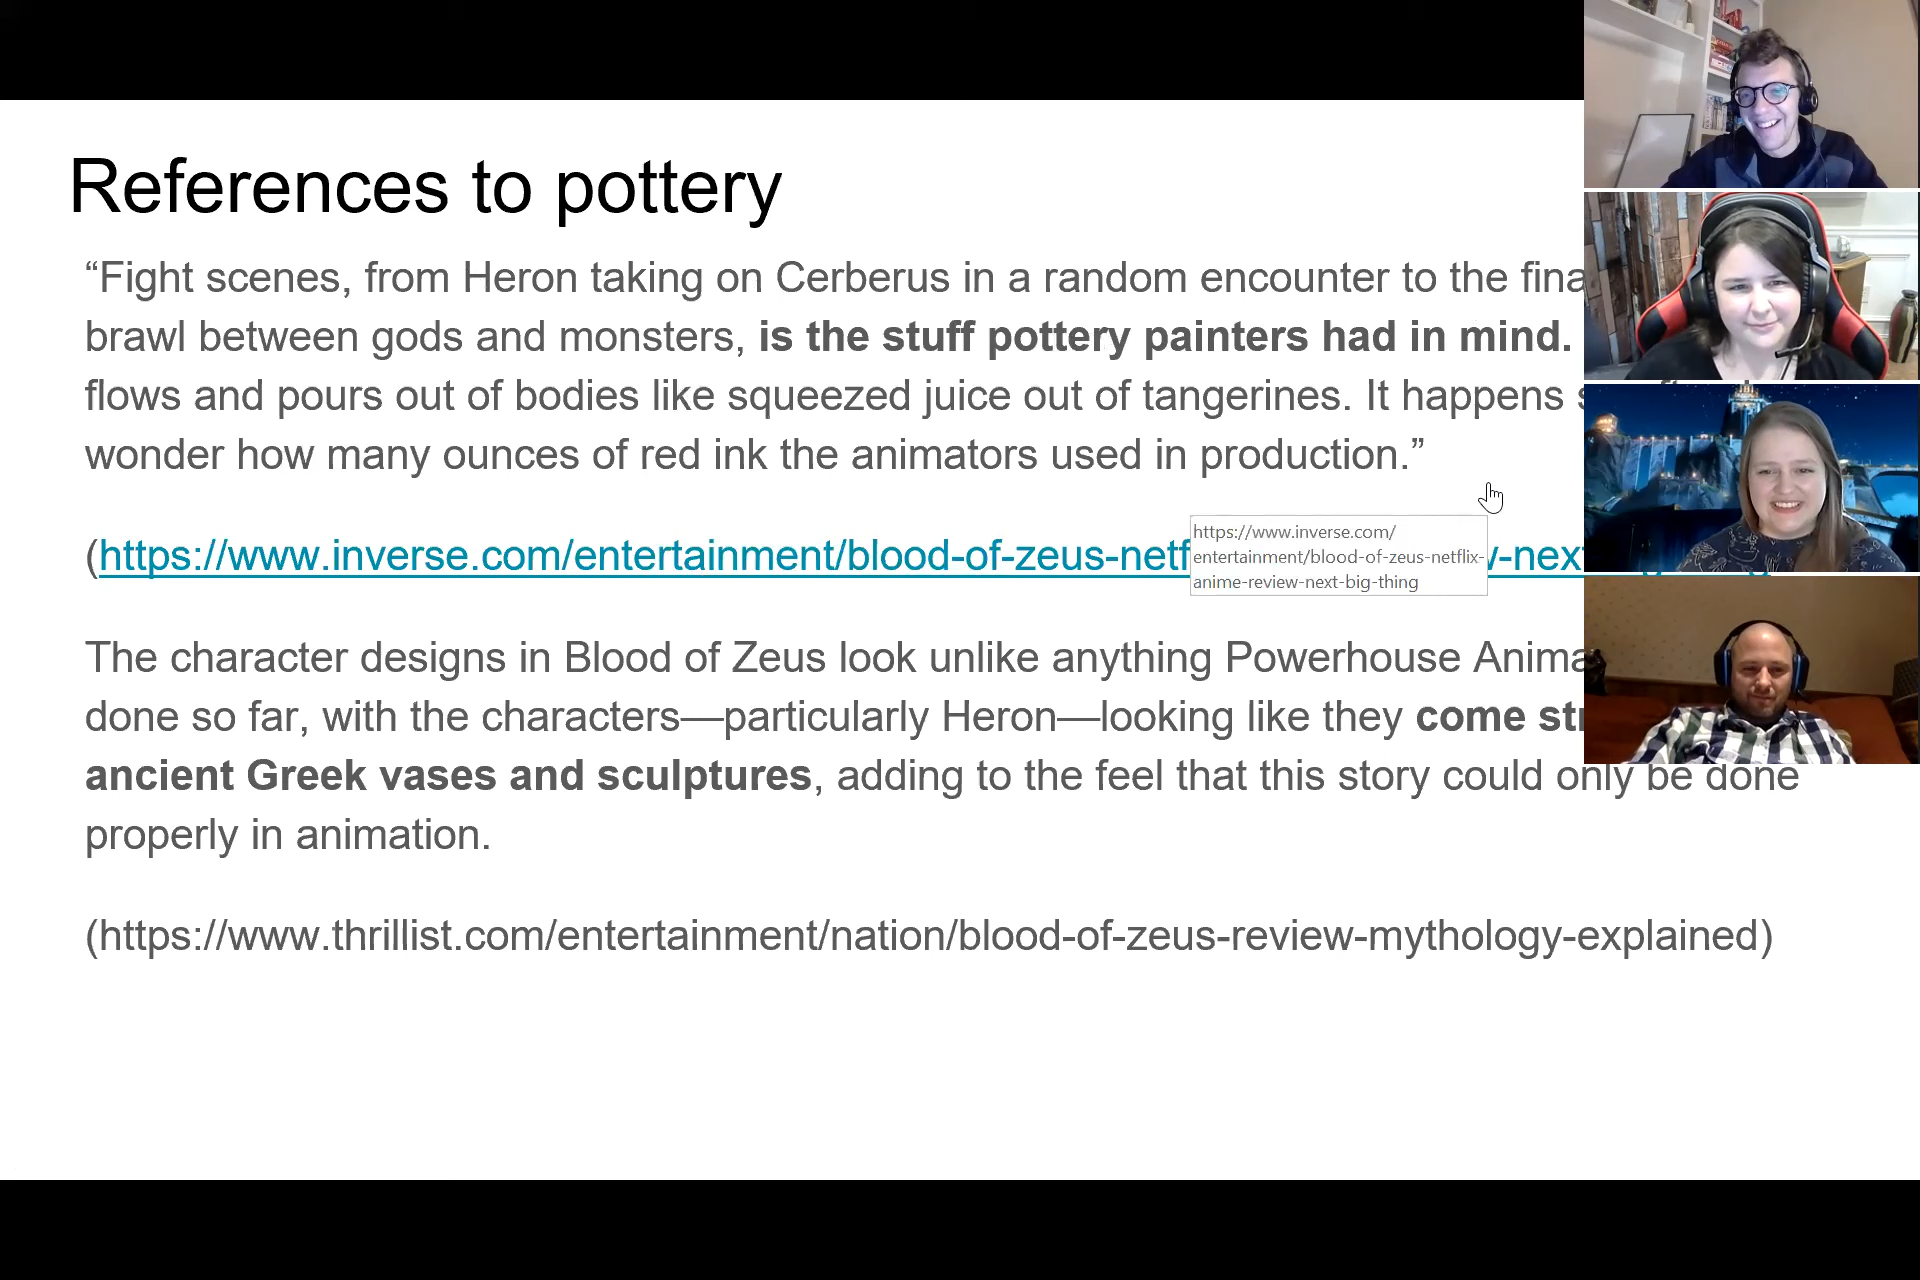 References to pottery
“Fight scenes, from Heron taking on Cerberus in a random encounter to the
brawl between gods and monsters, is the stuff pottery painters had in mind.
flows and pours out of bodies like squeezed juice out of tangerines. It happens
wonder how many ounces of red ink the animators used in production.”
(https://www.inverse.com/entertainment/blood-of-zeus-netf
https://www.inverse.com/
entertainment/blood-of-zeus-netflix-
anime-review-next-big-thing
The character designs in Blood of Zeus look unlike anything Powerhouse
done so far, with the characters—particularly Heron—looking like they come
ancient Greek vases and sculptures, adding to the feel that this story could only be done
properly in animation.
(https://www.thrillist.com/entertainment/nation/blood-of-zeus-review-mythology-explained)